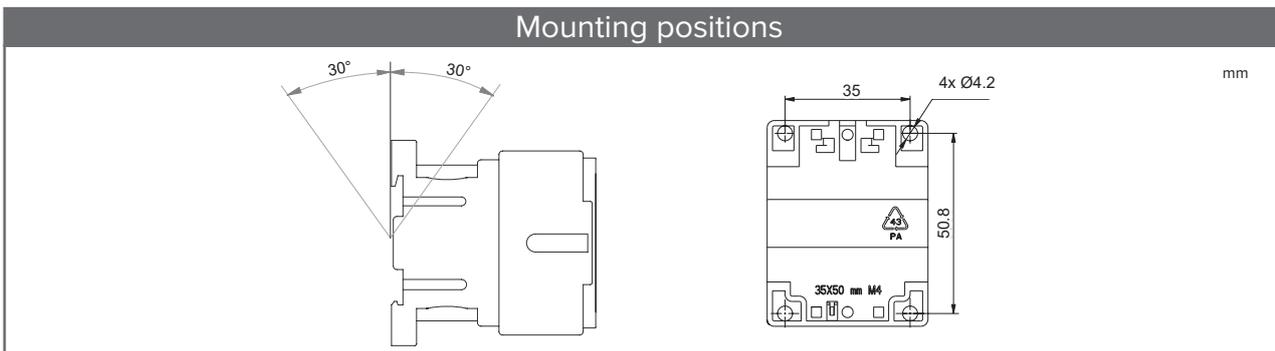 Mounting positions
mm
30° 30°
35
4x Ø4.2
50.8
43
PA
35X50 mm M4